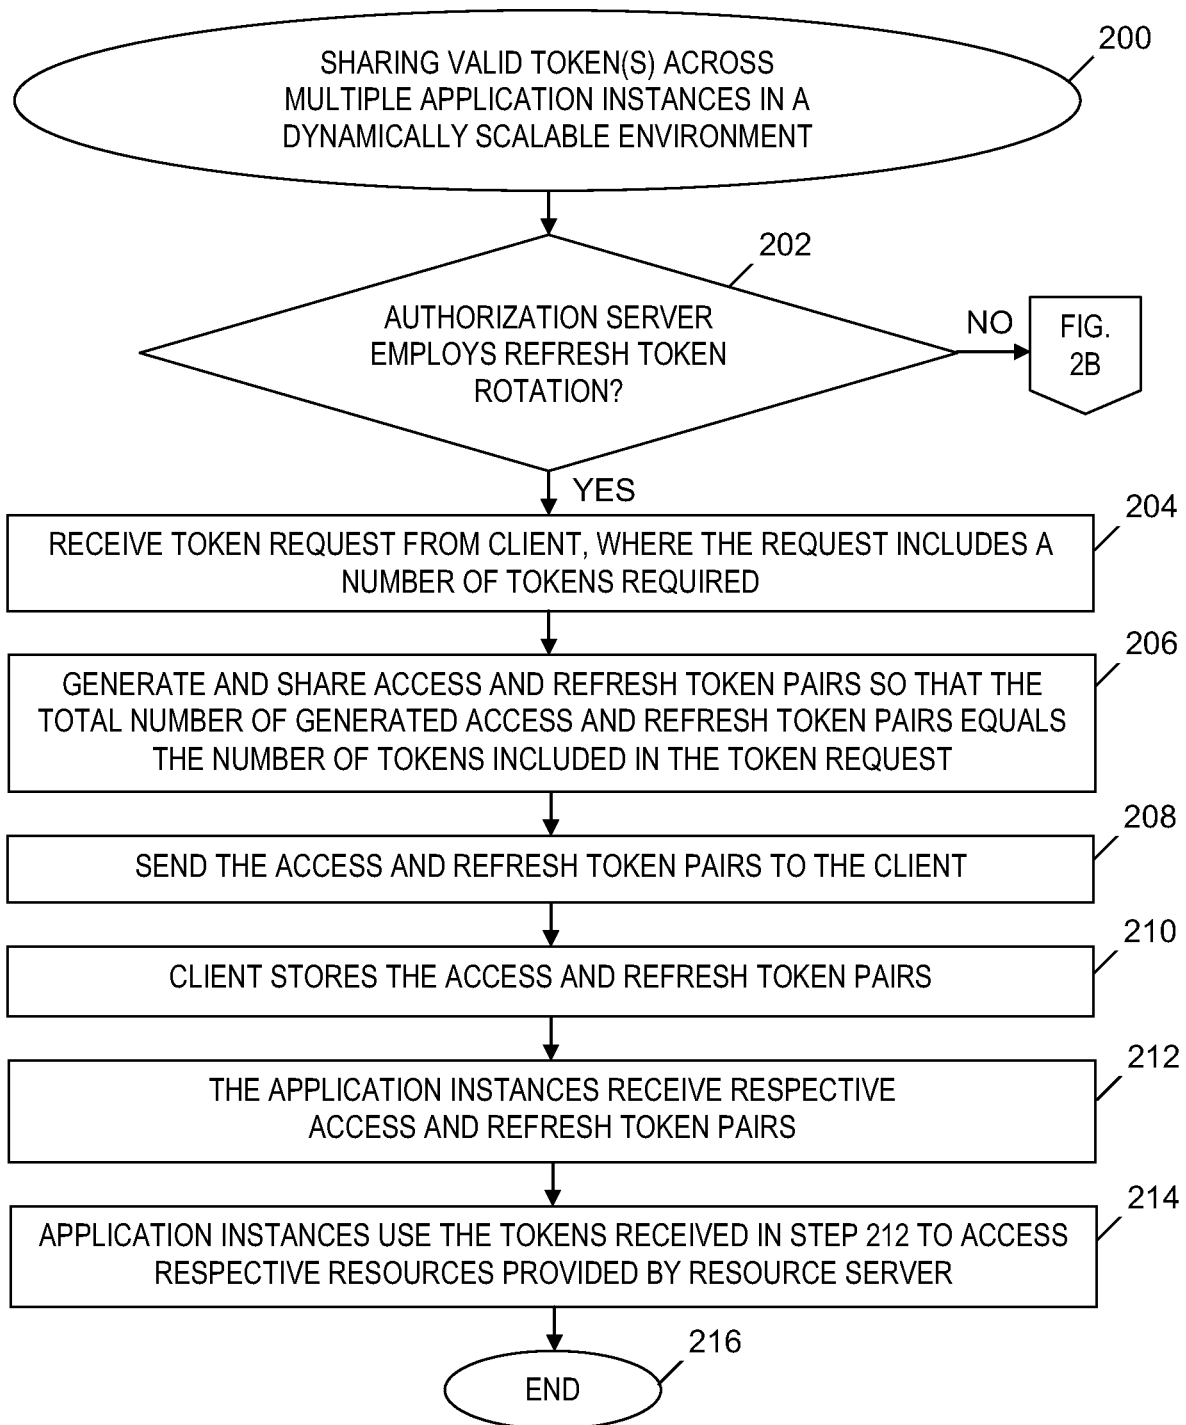 200
SHARING VALID TOKEN(S) ACROSS
MULTIPLE APPLICATION INSTANCES IN A
DYNAMICALLY SCALABLE ENVIRONMENT
202
AUTHORIZATION SERVER
EMPLOYS REFRESH TOKEN
ROTATION?
NO
FIG.
2B
YES
204
RECEIVE TOKEN REQUEST FROM CLIENT, WHERE THE REQUEST INCLUDES A
NUMBER OF TOKENS REQUIRED
206
GENERATE AND SHARE ACCESS AND REFRESH TOKEN PAIRS SO THAT THE
TOTAL NUMBER OF GENERATED ACCESS AND REFRESH TOKEN PAIRS EQUALS
THE NUMBER OF TOKENS INCLUDED IN THE TOKEN REQUEST
208
SEND THE ACCESS AND REFRESH TOKEN PAIRS TO THE CLIENT
210
CLIENT STORES THE ACCESS AND REFRESH TOKEN PAIRS
212
THE APPLICATION INSTANCES RECEIVE RESPECTIVE
ACCESS AND REFRESH TOKEN PAIRS
214
APPLICATION INSTANCES USE THE TOKENS RECEIVED IN STEP 212 TO ACCESS
RESPECTIVE RESOURCES PROVIDED BY RESOURCE SERVER
216
END